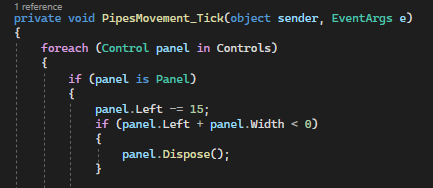 1 reference
private void PipesMovement_Tick(object sender, EventArgs e)
{
foreach (Control panel in Controls)
{
if (panel is Panel)
{
panel.Left -= 15;
if (panel.Left + panel.Width < 0)
{
panel.Dispose();
}